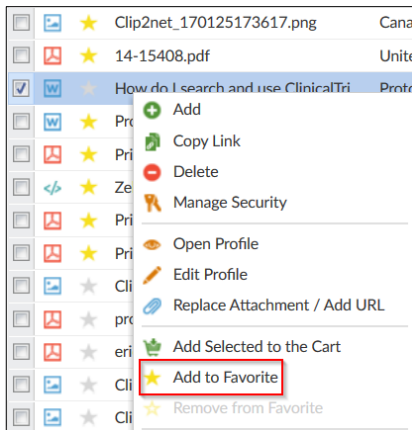 Clip2net_170125173617.png Cana
14-15408.pdf Unite
How do I search and use ClinicalTri Proto
Pro
Add
Pri
Copy Link
Ze
Delete
Pri
Manage Security
Pri
Open Profile
Cli
Edit Profile
pro
Replace Attachment / Add URL
eri
Add Selected to the Cart
Cli
Add to Favorite
Cli
Remove from Favorite